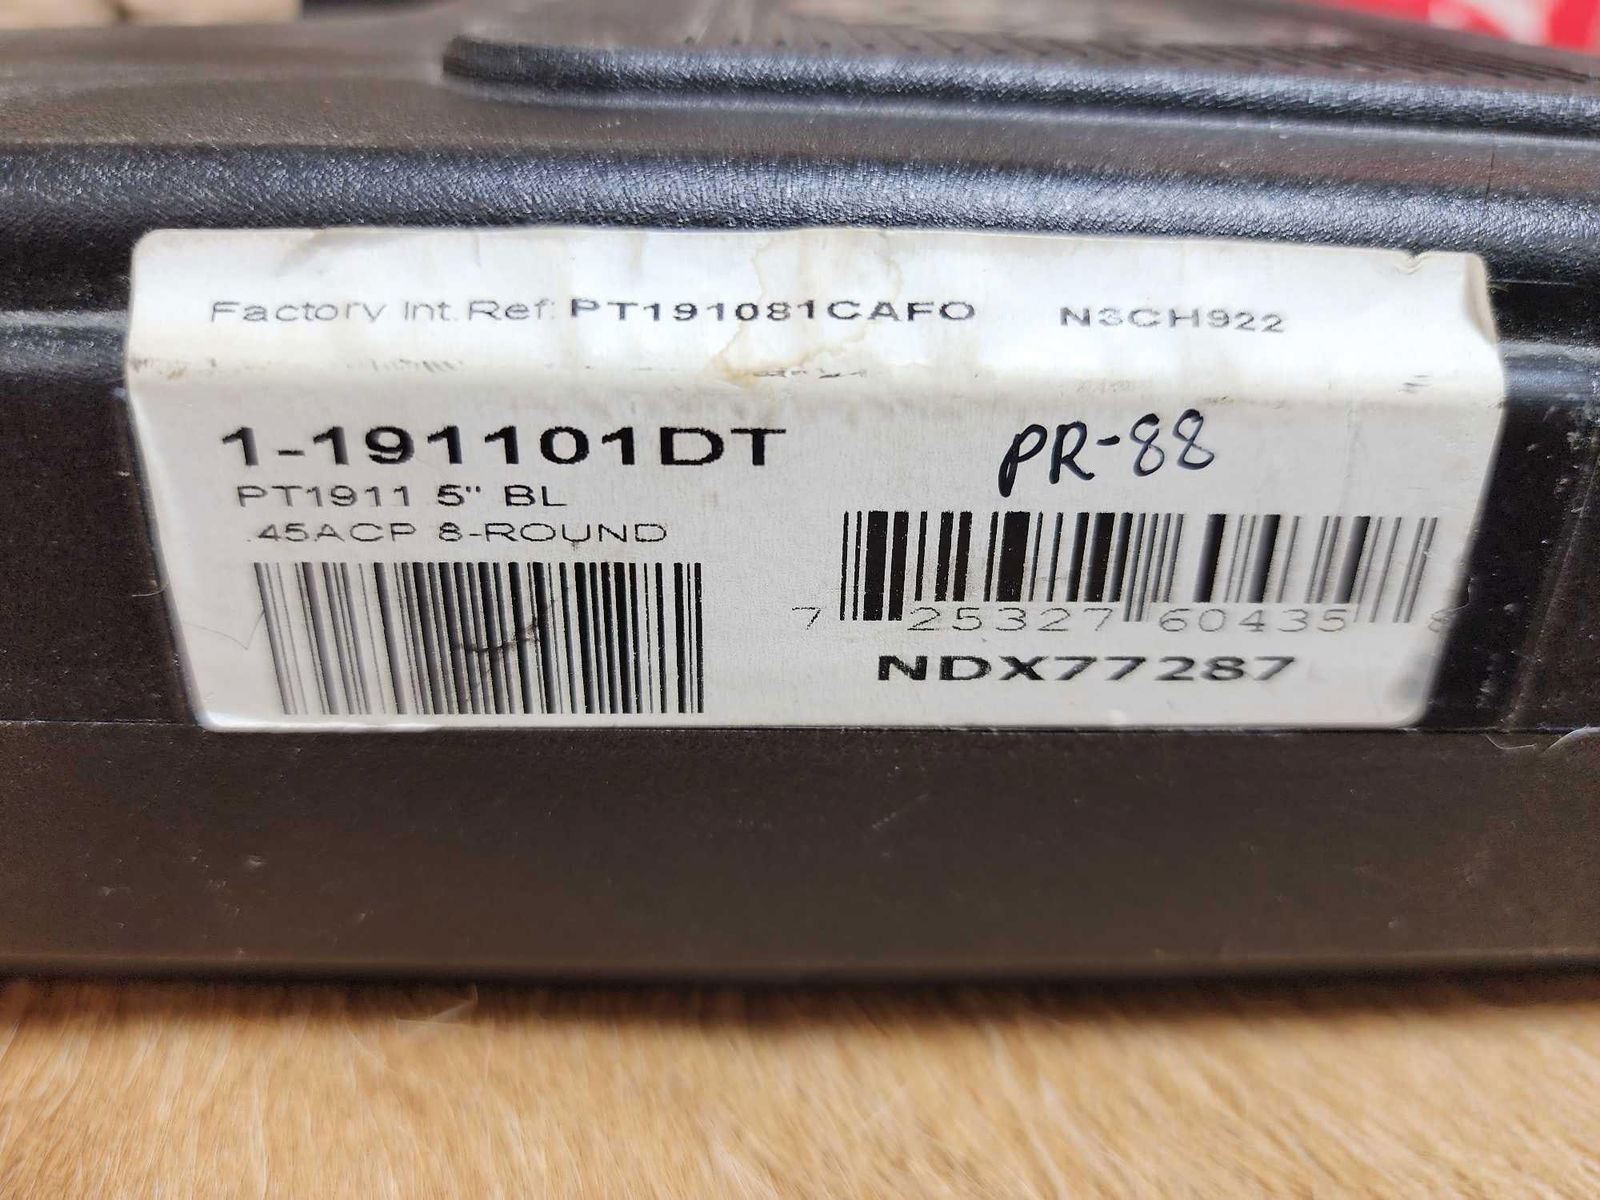 Factory Int. Ref: PT191081CAFO N3CH922
1-191101DT
PR-88
PT1911 5" BL
.45ACP 8-ROUND
7 25327 60435
NDX77287